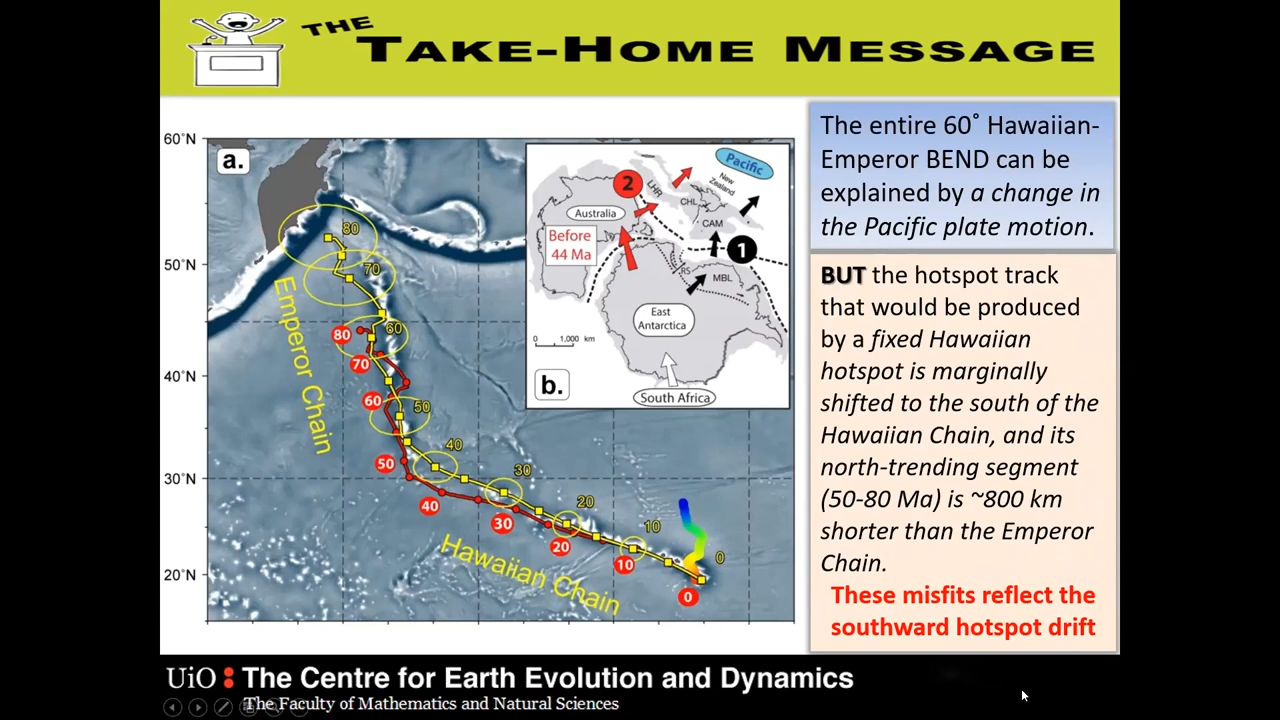 THE TAKE-HOME MESSAGE
60˚N
50˚N
40˚N
30˚N
20˚N
a.
80
70
60
50
40
30
20
10
0
80
70
60
50
40
30
20
10
0
Emperor Chain
Hawaiian Chain
Pacific
2
New
Zealand
LHR
CHL
Australia
CAM
Before
44 Ma
1
RS
MBL
East
Antarctica
0 1,000 km
b.
South Africa
The entire 60˚ Hawaiian-
Emperor BEND can be
explained by a change in
the Pacific plate motion.
BUT the hotspot track
that would be produced
by a fixed Hawaiian
hotspot is marginally
shifted to the south of the
Hawaiian Chain, and its
north-trending segment
(50-80 Ma) is ~800 km
shorter than the Emperor
Chain.
These misfits reflect the
southward hotspot drift
UiO: The Centre for Earth Evolution and Dynamics
The Faculty of Mathematics and Natural Sciences